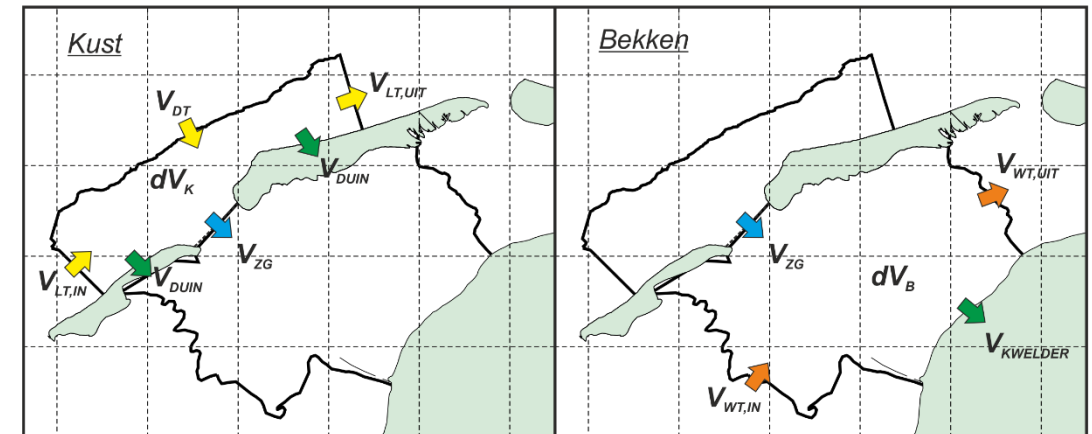 Kust
V_LT,UIT
V_DT
V_DUIN
dV_K
V_ZG
V_DUIN
V_LT,IN
Bekken
V_WT,UIT
V_ZG
dV_B
V_KWELDER
V_WT,IN